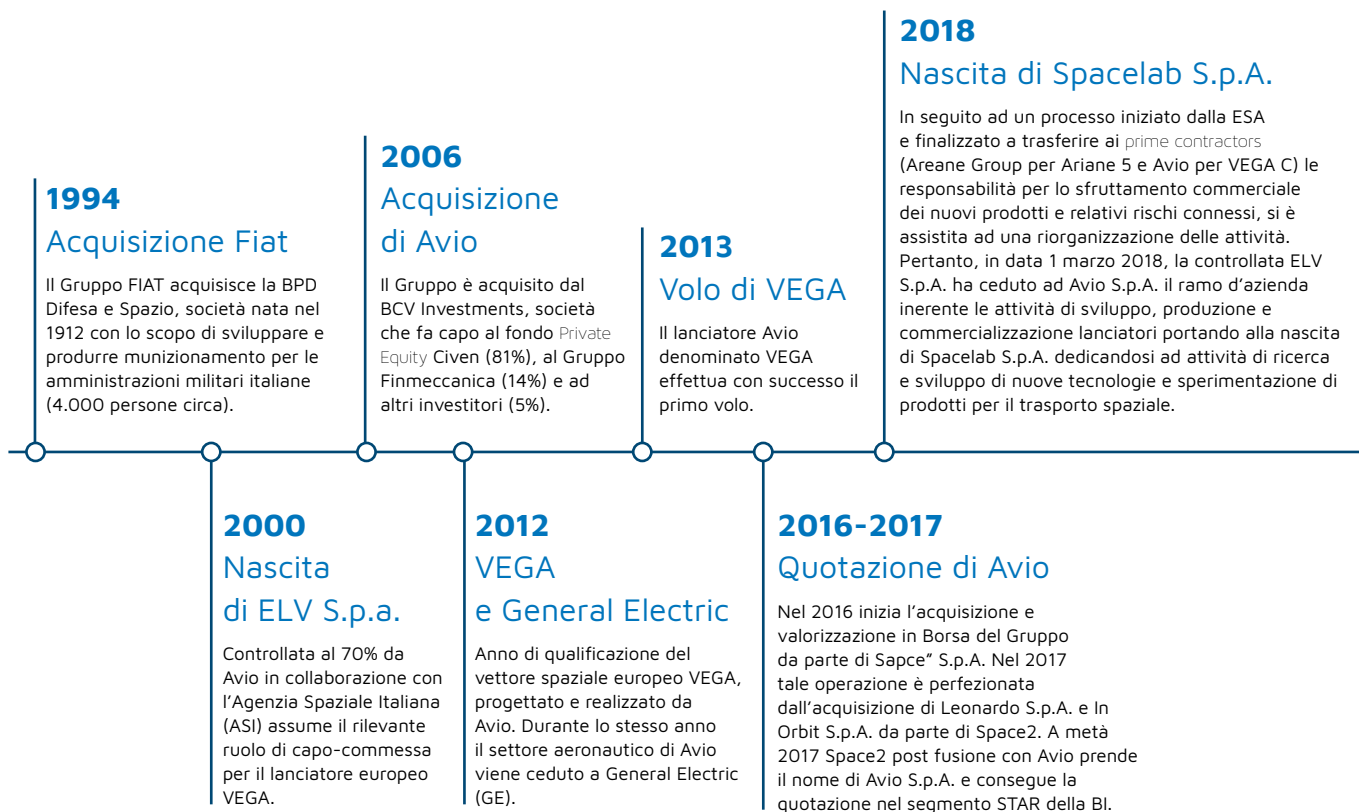 1994
Acquisizione Fiat
Il Gruppo FIAT acquisisce la BPD
Difesa e Spazio, società nata nel
1912 con lo scopo di sviluppare e
produrre munizionamento per le
amministrazioni militari italiane
(4.000 persone circa).
2000
Nascita
di ELV S.p.a.
Controllata al 70% da
Avio in collaborazione con
l’Agenzia Spaziale Italiana
(ASI) assume il rilevante
ruolo di capo-commessa
per il lanciatore europeo
VEGA.
2006
Acquisizione
di Avio
Il Gruppo è acquisito dal
BCV Investments, società
che fa capo al fondo Private
Equity Civen (81%), al Gruppo
Finmeccanica (14%) e ad
altri investitori (5%).
2012
VEGA
e General Electric
Anno di qualificazione del
vettore spaziale europeo VEGA,
progettato e realizzato da
Avio. Durante lo stesso anno
il settore aeronautico di Avio
viene ceduto a General Electric
(GE).
2013
Volo di VEGA
Il lanciatore Avio
denominato VEGA
effettua con successo il
primo volo.
2016-2017
Quotazione di Avio
Nel 2016 inizia l’acquisizione e
valorizzazione in Borsa del Gruppo
da parte di Sapce” S.p.A. Nel 2017
tale operazione è perfezionata
dall’acquisizione di Leonardo S.p.A. e In
Orbit S.p.A. da parte di Space2. A metà
2017 Space2 post fusione con Avio prende
il nome di Avio S.p.A. e consegue la
quotazione nel segmento STAR della BI.
2018
Nascita di Spacelab S.p.A.
In seguito ad un processo iniziato dalla ESA
e finalizzato a trasferire ai prime contractors
(Areane Group per Ariane 5 e Avio per VEGA C) le
responsabilità per lo sfruttamento commerciale
dei nuovi prodotti e relativi rischi connessi, si è
assistita ad una riorganizzazione delle attività.
Pertanto, in data 1 marzo 2018, la controllata ELV
S.p.A. ha ceduto ad Avio S.p.A. il ramo d’azienda
inerente le attività di sviluppo, produzione e
commercializzazione lanciatori portando alla nascita
di Spacelab S.p.A. dedicandosi ad attività di ricerca
e sviluppo di nuove tecnologie e sperimentazione di
prodotti per il trasporto spaziale.